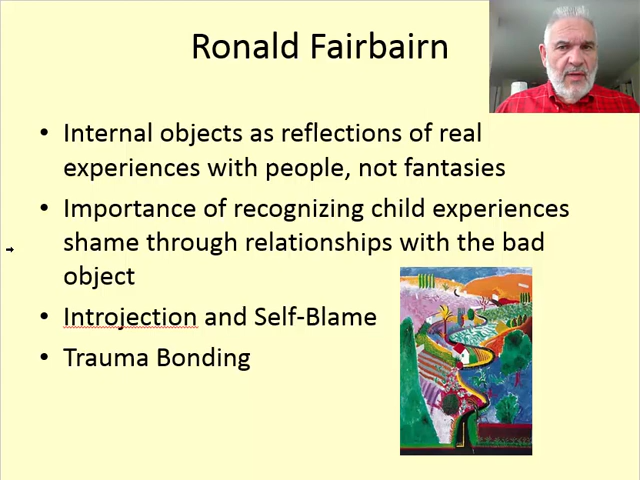 Ronald Fairbairn
• Internal objects as reflections of real
experiences with people, not fantasies
• Importance of recognizing child experiences
shame through relationships with the bad
object
• Introjection and Self-Blame
• Trauma Bonding